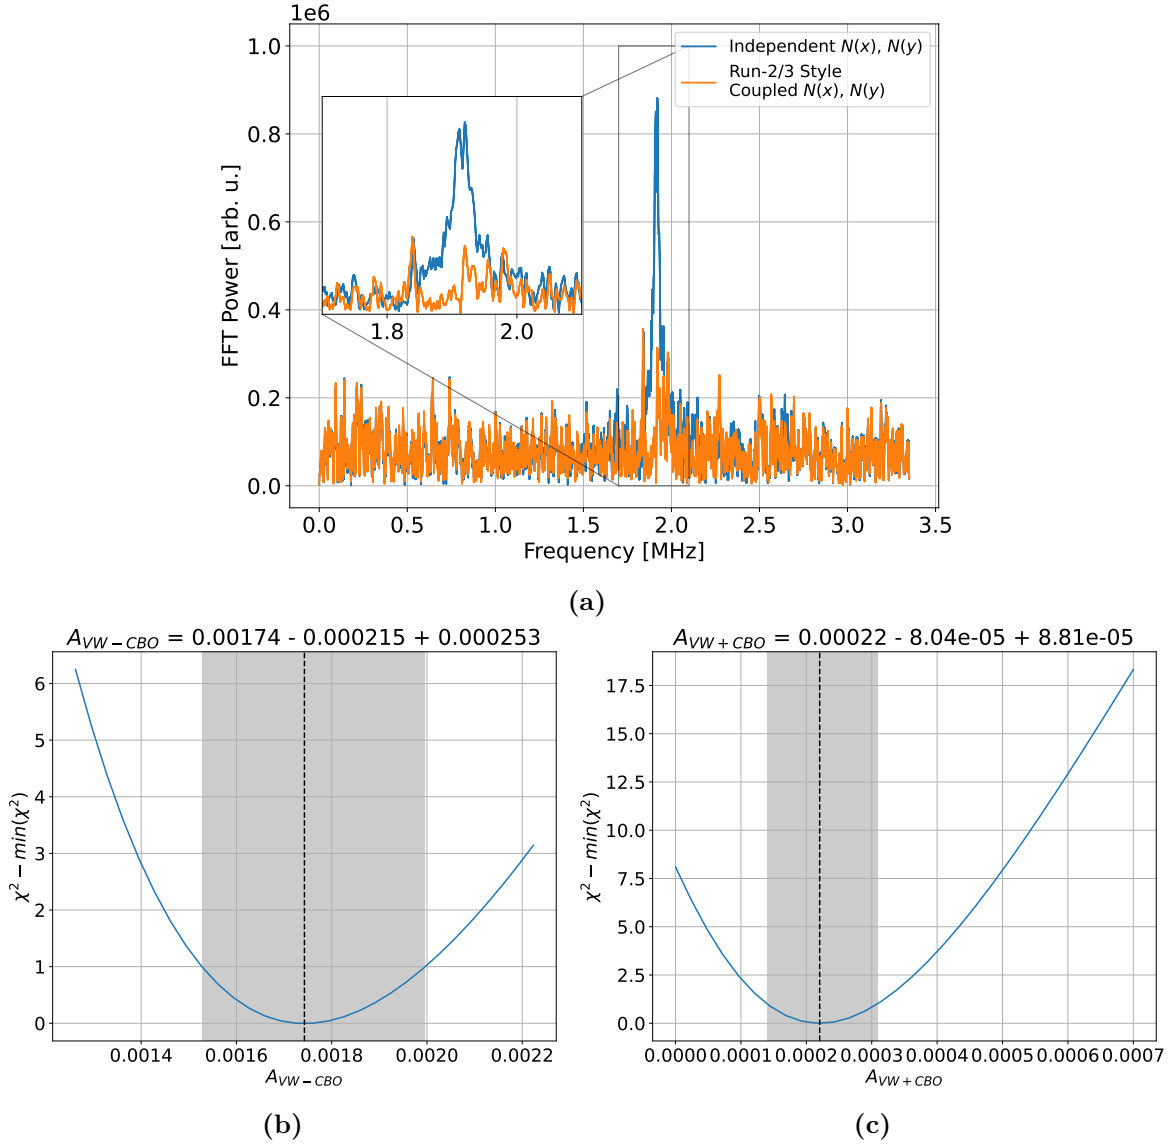 1e6
Independent N(x), N(y)
Run-2/3 Style
Coupled N(x), N(y)
1.0
0.8
0.6
0.4
0.2
0.0
FFT Power [arb. u.]
1.8 2.0
0.0 0.5 1.0 1.5 2.0 2.5 3.0 3.5
Frequency [MHz]
(a)
A_{VW−CBO} = 0.00174 - 0.000215 + 0.000253
6
5
4
3
2
1
0
χ² − min(χ²)
0.0014 0.0016 0.0018 0.0020 0.0022
A_{VW−CBO}
(b)
A_{VW+CBO} = 0.00022 - 8.04e-05 + 8.81e-05
17.5
15.0
12.5
10.0
7.5
5.0
2.5
0.0
χ² − min(χ²)
0.0000 0.0001 0.0002 0.0003 0.0004 0.0005 0.0006 0.0007
A_{VW+CBO}
(c)